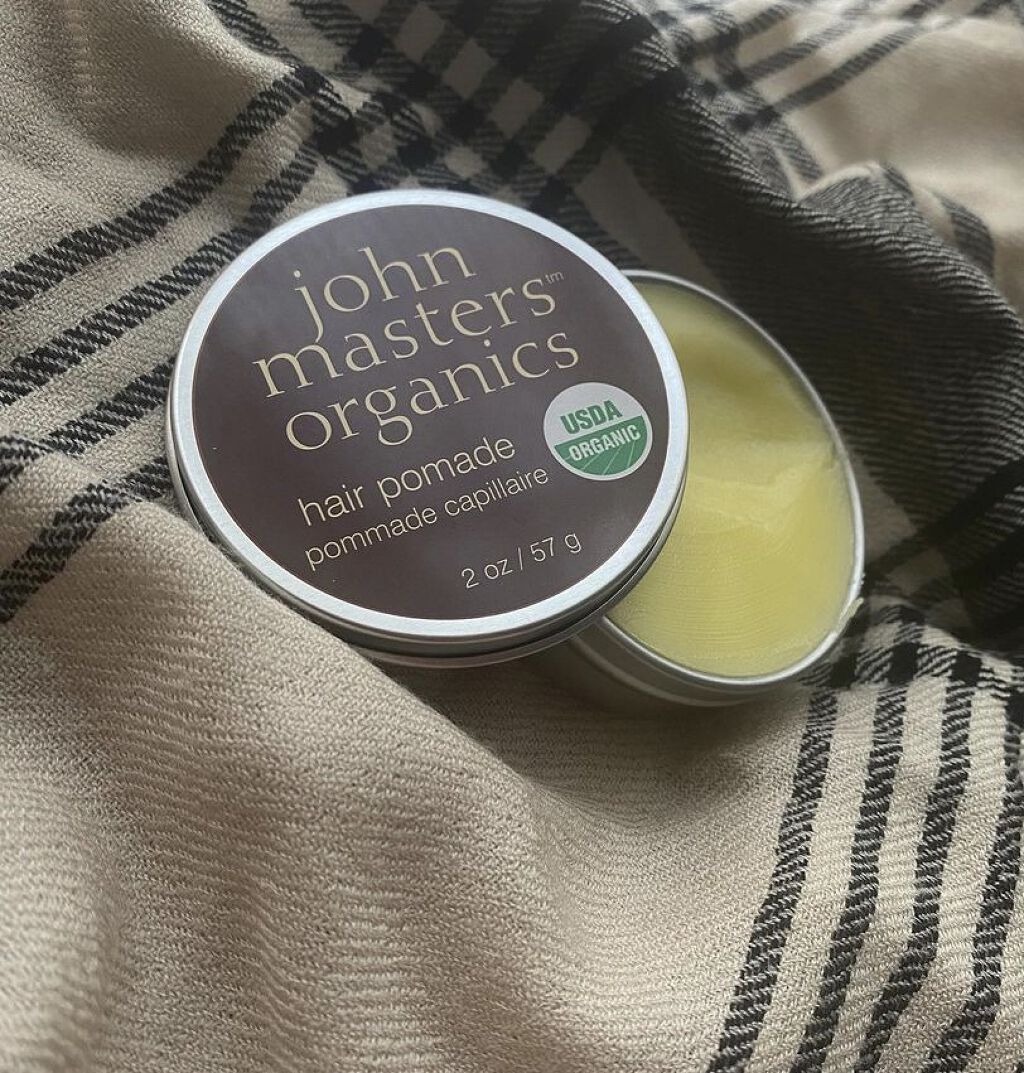 john
masters™
organics
USDA
ORGANIC
hair pomade
pommade capillaire
2 oz / 57 g